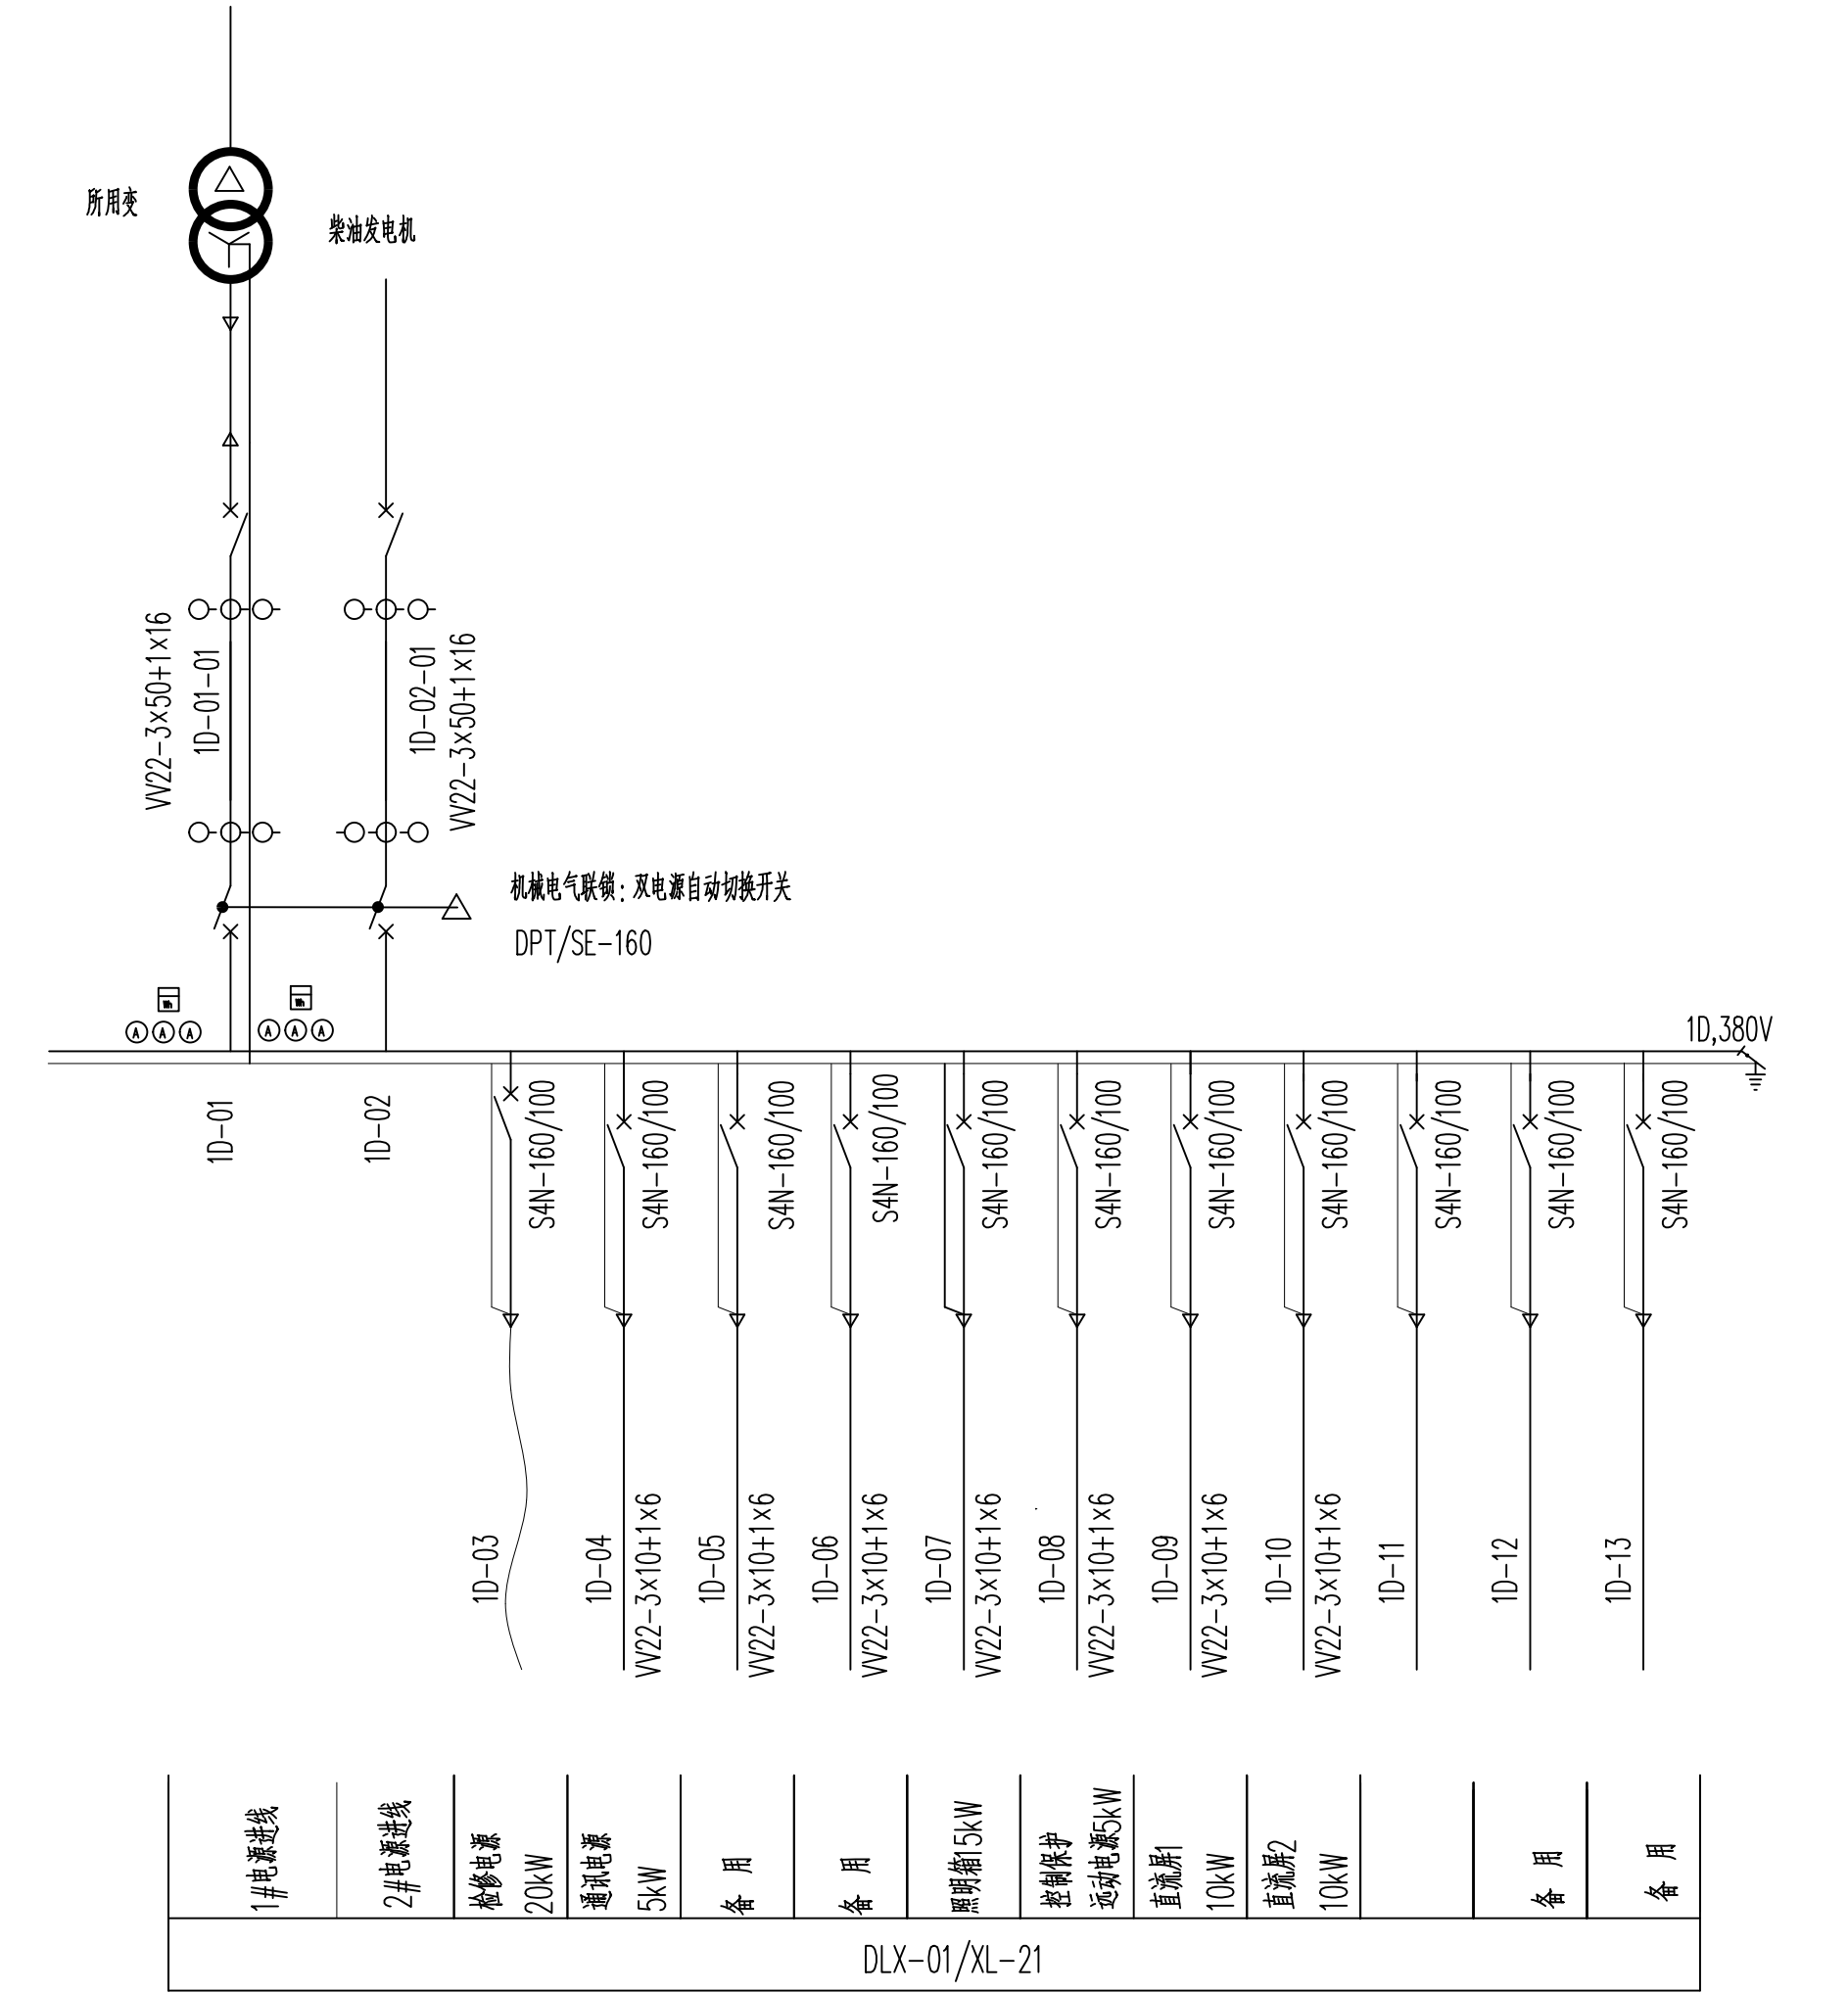 所用变
柴油发电机
VV22-3×50+1×16
1D-01-01
1D-02-01
VV22-3×50+1×16
机械电气联锁：双电源自动切换开关
DPT/SE-160
Wh
Wh
A A A
A A A
1D,380V
1D-01
1D-02
S4N-160/100
S4N-160/100
S4N-160/100
S4N-160/100
S4N-160/100
S4N-160/100
S4N-160/100
S4N-160/100
S4N-160/100
S4N-160/100
S4N-160/100
1D-03
1D-04
VV22-3×10+1×6
1D-05
VV22-3×10+1×6
1D-06
VV22-3×10+1×6
1D-07
VV22-3×10+1×6
1D-08
VV22-3×10+1×6
1D-09
VV22-3×10+1×6
1D-10
VV22-3×10+1×6
1D-11
1D-12
1D-13
1#电源进线
2#电源进线
检修电源
20kW
通讯电源
5kW
备 用
备 用
照明箱15kW
控制保护
远动电源5kW
直流屏1
10kW
直流屏2
10kW
备 用
备 用
DLX-01/XL-21